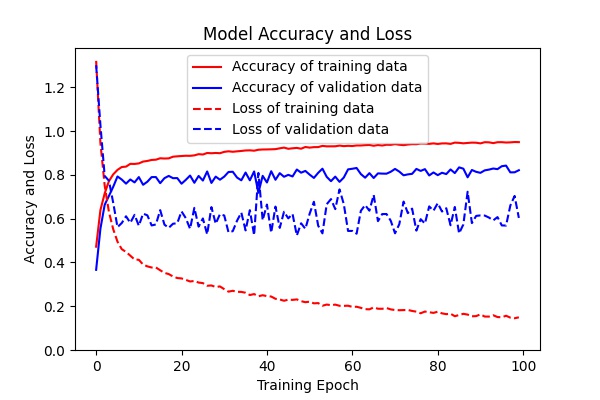 Model Accuracy and Loss
Accuracy of training data
Accuracy of validation data
Loss of training data
Loss of validation data
Accuracy and Loss
1.2
1.0
0.8
0.6
0.4
0.2
0.0
0 20 40 60 80 100
Training Epoch